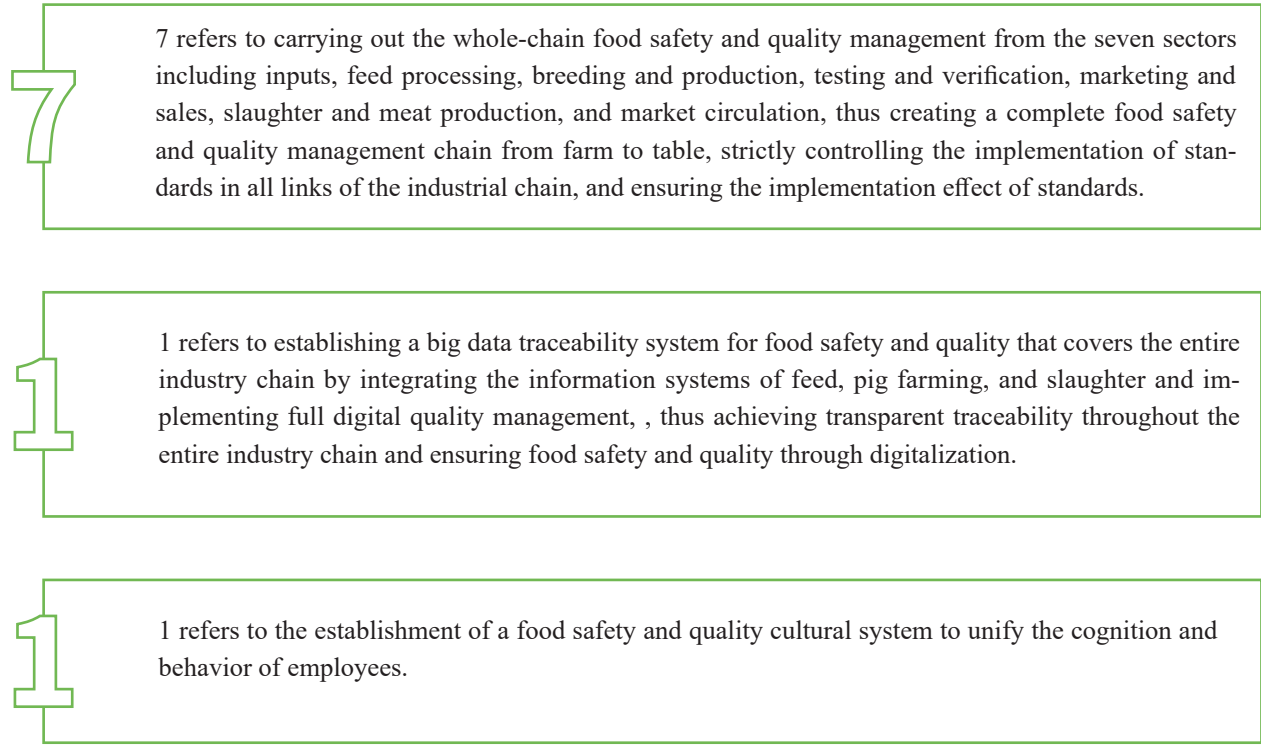 7
7 refers to carrying out the whole-chain food safety and quality management from the seven sectors
including inputs, feed processing, breeding and production, testing and verification, marketing and
sales, slaughter and meat production, and market circulation, thus creating a complete food safety
and quality management chain from farm to table, strictly controlling the implementation of stan-
dards in all links of the industrial chain, and ensuring the implementation effect of standards.
1
1 refers to establishing a big data traceability system for food safety and quality that covers the entire
industry chain by integrating the information systems of feed, pig farming, and slaughter and im-
plementing full digital quality management, , thus achieving transparent traceability throughout the
entire industry chain and ensuring food safety and quality through digitalization.
1
1 refers to the establishment of a food safety and quality cultural system to unify the cognition and
behavior of employees.